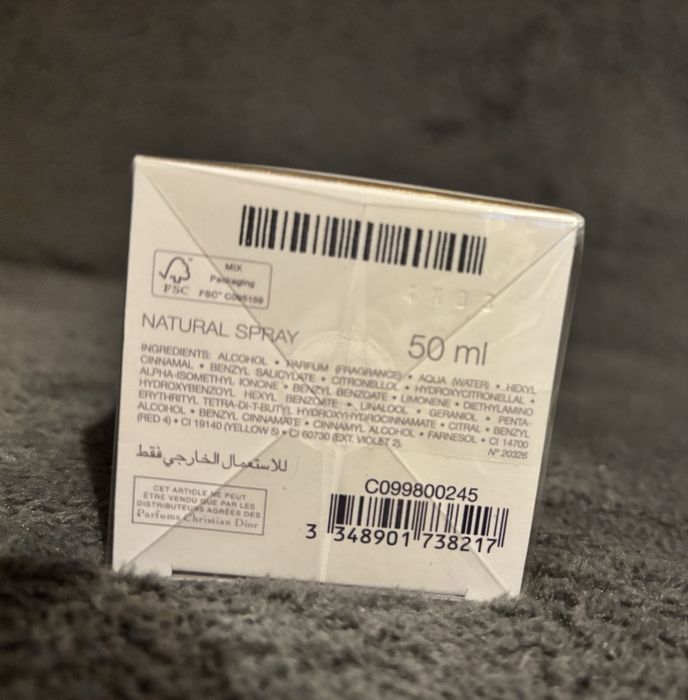 MIX
Packaging
FSC
FSC® C095159
4X03
NATURAL SPRAY
50 ml
INGREDIENTS: ALCOHOL • PARFUM (FRAGRANCE) • AQUA (WATER) • HEXYL
CINNAMAL • BENZYL SALICYLATE • CITRONELLOL • HYDROXYCITRONELLAL •
ALPHA-ISOMETHYL IONONE • BENZYL BENZOATE • LIMONENE • DIETHYLAMINO
HYDROXYBENZOYL HEXYL BENZOATE • LINALOOL • GERANIOL • PENTA-
ERYTHRITYL TETRA-DI-T-BUTYL HYDROXYHYDROCINNAMATE • CITRAL • BENZYL
ALCOHOL • BENZYL CINNAMATE • CINNAMYL ALCOHOL • FARNESOL • CI 14700
(RED 4) • CI 19140 (YELLOW 5) • CI 60730 (EXT. VIOLET 2).
N° 20326
للاستعمال الخارجي فقط
CET ARTICLE NE PEUT
ÊTRE VENDU QUE PAR LES
DISTRIBUTEURS AGRÉÉS DES
Parfums Christian Dior
C099800245
3 348901 738217